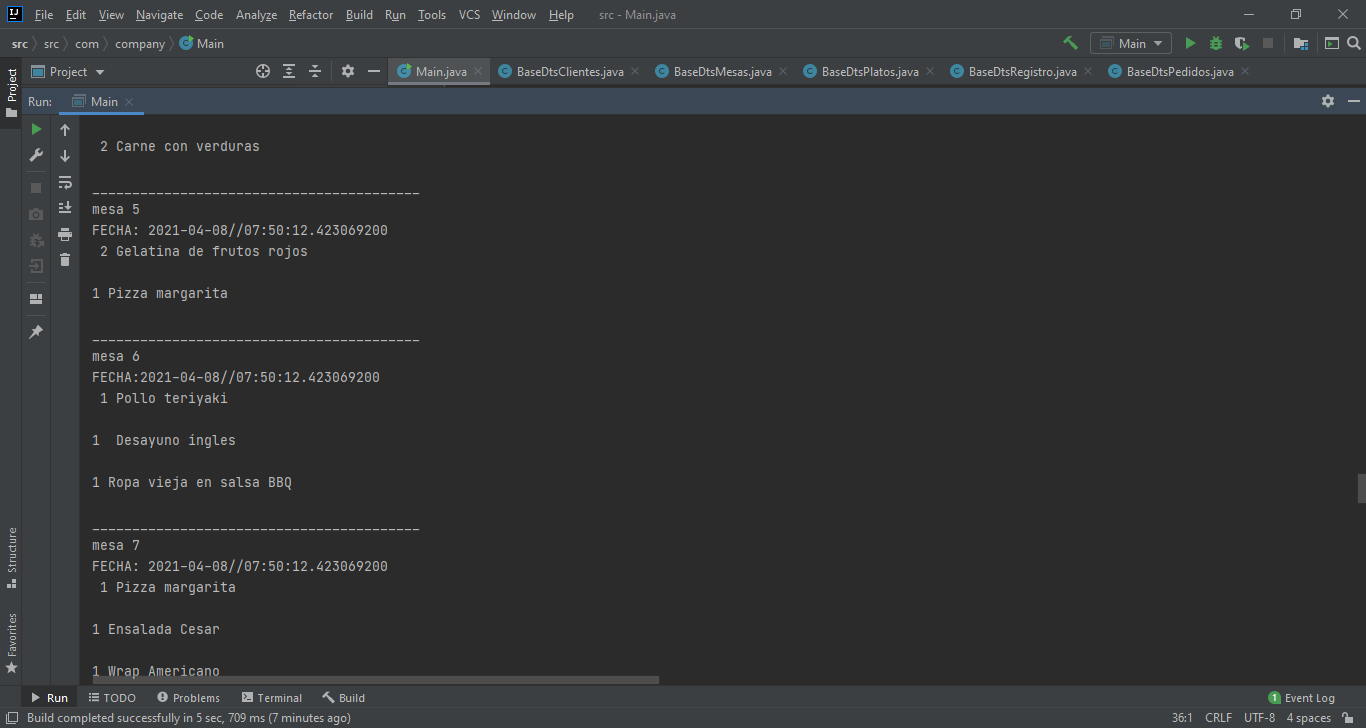 IJ File Edit View Navigate Code Analyze Refactor Build Run Tools VCS Window Help src - Main.java
src src com company Main Main
Project Project Main.java BaseDtsClientes.java BaseDtsMesas.java BaseDtsPlatos.java BaseDtsRegistro.java BaseDtsPedidos.java
Run: Main
2 Carne con verduras
_________________________________________
mesa 5
FECHA: 2021-04-08//07:50:12.423069200
2 Gelatina de frutos rojos
1 Pizza margarita
_________________________________________
mesa 6
FECHA:2021-04-08//07:50:12.423069200
1 Pollo teriyaki
1  Desayuno íngles
1 Ropa vieja en salsa BBQ
_________________________________________
mesa 7
FECHA: 2021-04-08//07:50:12.423069200
1 Pizza margarita
1 Ensalada Cesar
1 Wrap Americano
Structure
Favorites
Run TODO Problems Terminal Build 1 Event Log
Build completed successfully in 5 sec, 709 ms (7 minutes ago) 36:1 CRLF UTF-8 4 spaces